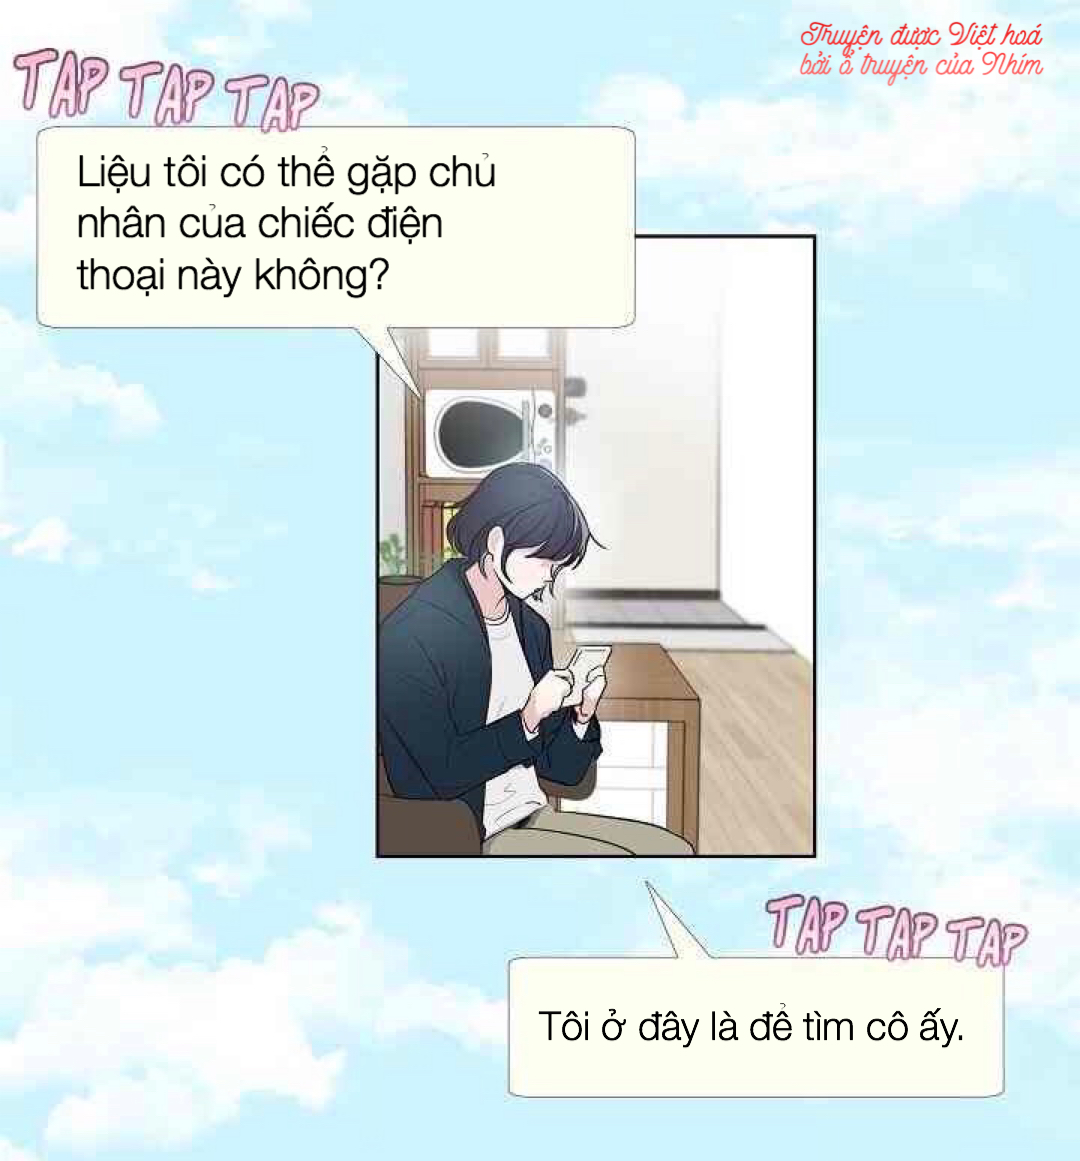 Truyện được Việt hoá
bởi ổ truyện của Nhím
TAP TAP TAP
Liệu tôi có thể gặp chủ
nhân của chiếc điện
thoại này không?
TAP TAP TAP
Tôi ở đây là để tìm cô ấy.